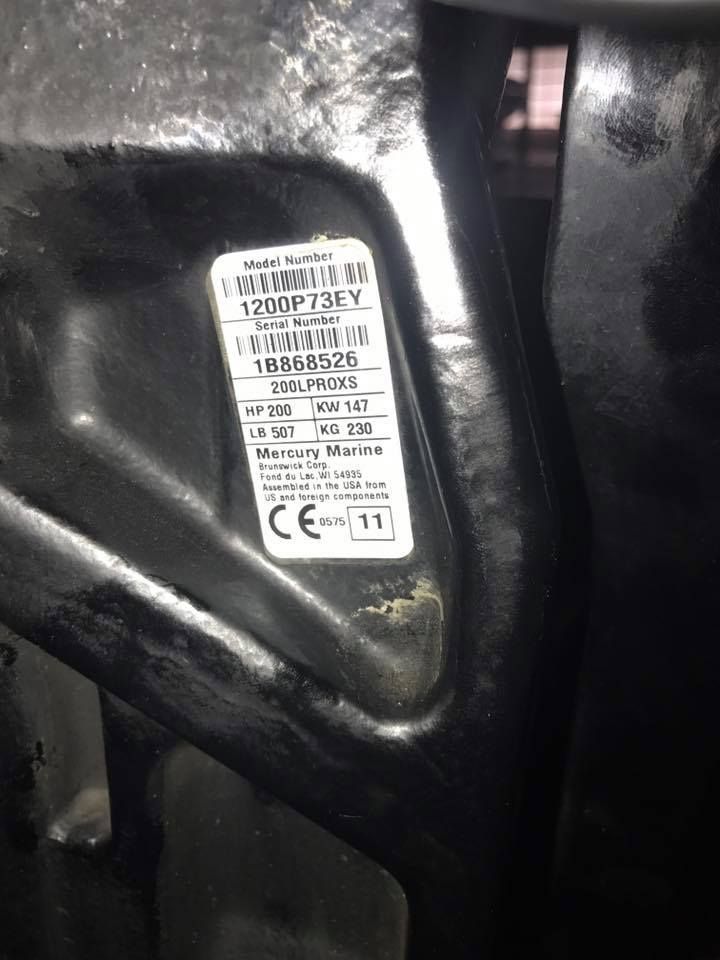 Model Number
1200P73EY
Serial Number
1B868526
200LPROXS
HP 200 KW 147
LB 507 KG 230
Mercury Marine
Brunswick Corp.
Fond du Lac, WI 54935
Assembled in the USA from
US and foreign components
CE 0575 11